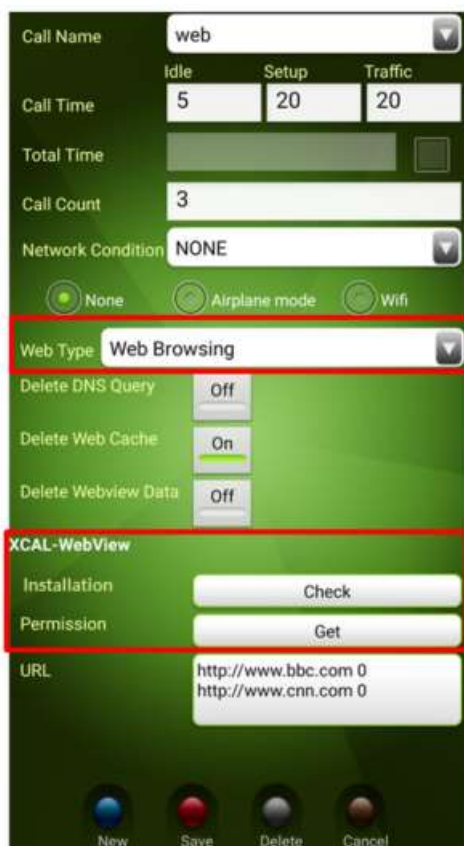 Call Name web
Idle Setup Traffic
Call Time 5 20 20
Total Time
Call Count 3
Network Condition NONE
None Airplane mode Wifi
Web Type Web Browsing
Delete DNS Query Off
Delete Web Cache On
Delete Webview Data Off
XCAL-WebView
Installation Check
Permission Get
URL http://www.bbc.com 0
http://www.cnn.com 0
New Save Delete Cancel